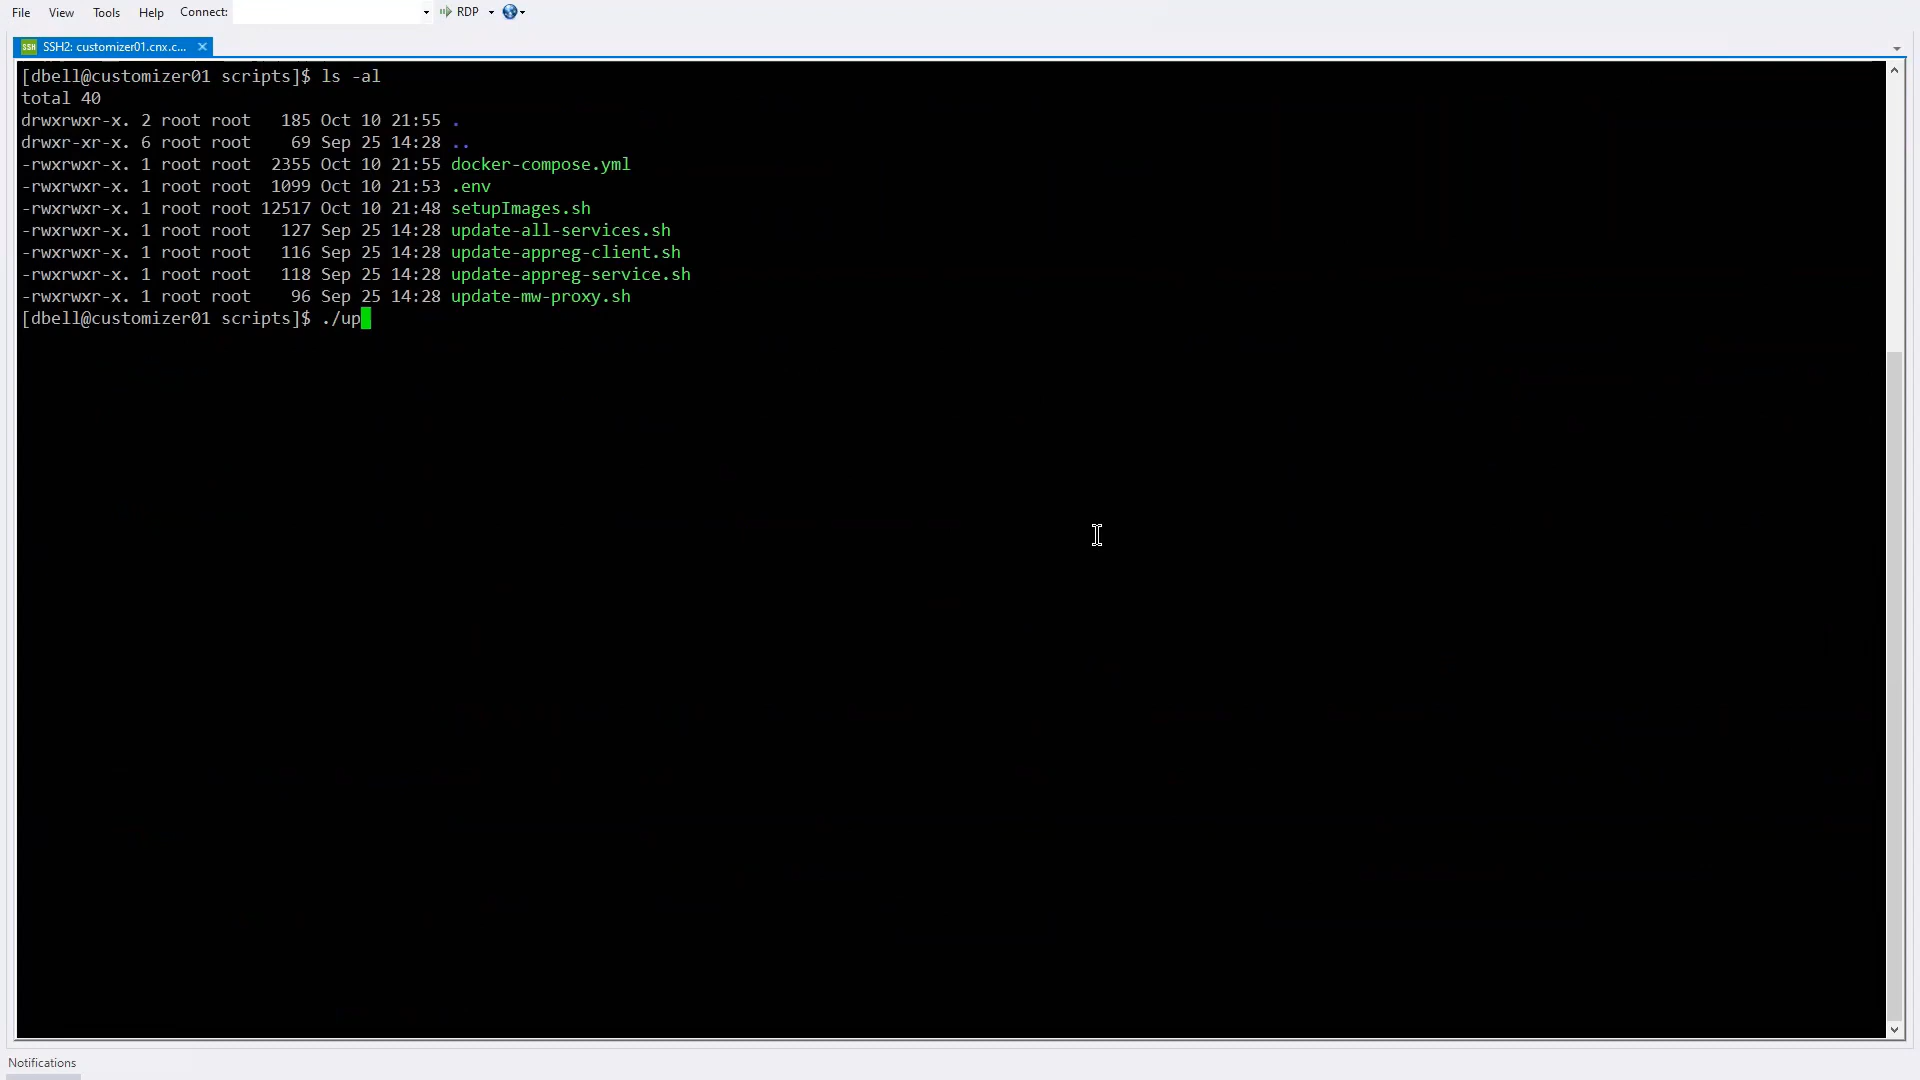 File View Tools Help Connect: RDP
SSH2: customizer01.cnx.c...
[dbell@customizer01 scripts]$ ls -al
total 40
drwxrwxr-x. 2 root root   185 Oct 10 21:55 .
drwxr-xr-x. 6 root root    69 Sep 25 14:28 ..
-rwxrwxr-x. 1 root root  2355 Oct 10 21:55 docker-compose.yml
-rwxrwxr-x. 1 root root  1099 Oct 10 21:53 .env
-rwxrwxr-x. 1 root root 12517 Oct 10 21:48 setupImages.sh
-rwxrwxr-x. 1 root root   127 Sep 25 14:28 update-all-services.sh
-rwxrwxr-x. 1 root root   116 Sep 25 14:28 update-appreg-client.sh
-rwxrwxr-x. 1 root root   118 Sep 25 14:28 update-appreg-service.sh
-rwxrwxr-x. 1 root root    96 Sep 25 14:28 update-mw-proxy.sh
[dbell@customizer01 scripts]$ ./up
Notifications